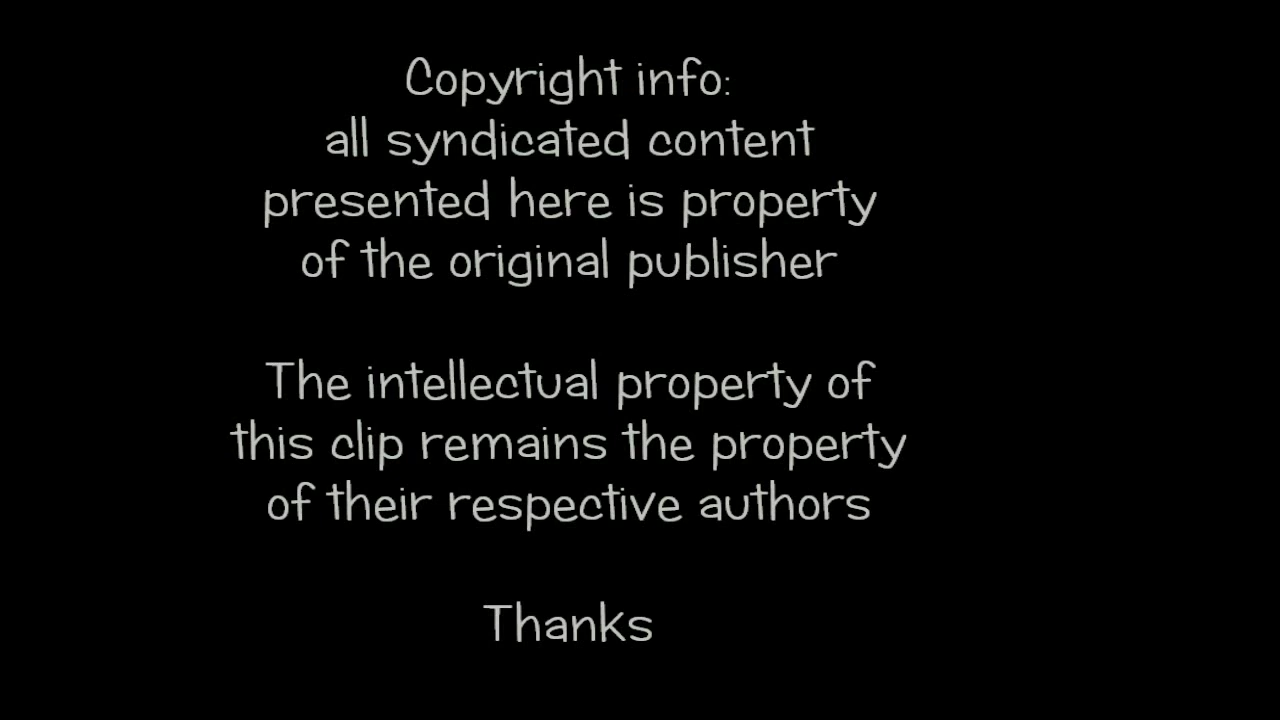 Copyright info:
all syndicated content
presented here is property
of the original publisher
The intellectual property of
this clip remains the property
of their respective authors
Thanks